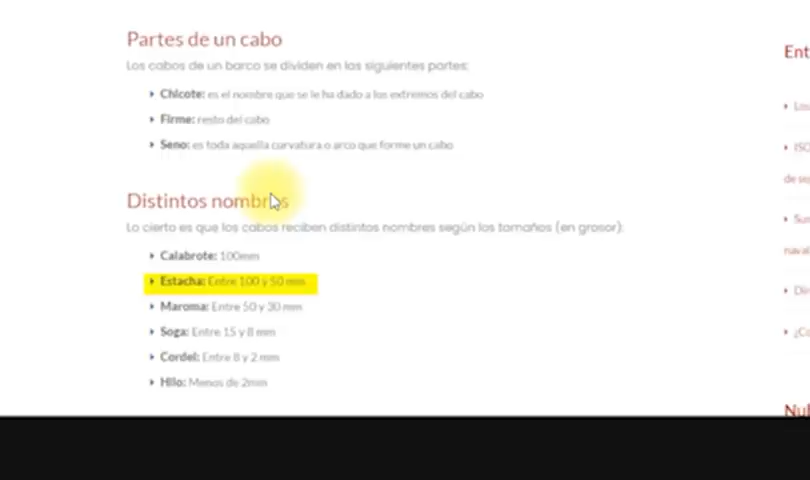 Partes de un cabo
Los cabos de un barco se dividen en las siguientes partes:
Chicote: es el nombre que se le ha dado a los extremos del cabo
Firme: resto del cabo
Seno: es toda aquella curvatura o arco que forme un cabo
Distintos nombres
Lo cierto es que los cabos reciben distintos nombres según los tamaños (en grosor).
Calabrote: 100mm
Estacha: Entre 100 y 50 mm
Maroma: Entre 50 y 30 mm
Soga: Entre 15 y 8 mm
Cordel: Entre 8 y 2 mm
Hilo: Menos de 2mm
Ent
Los
ISO
de se
naval
¿Co
Nu